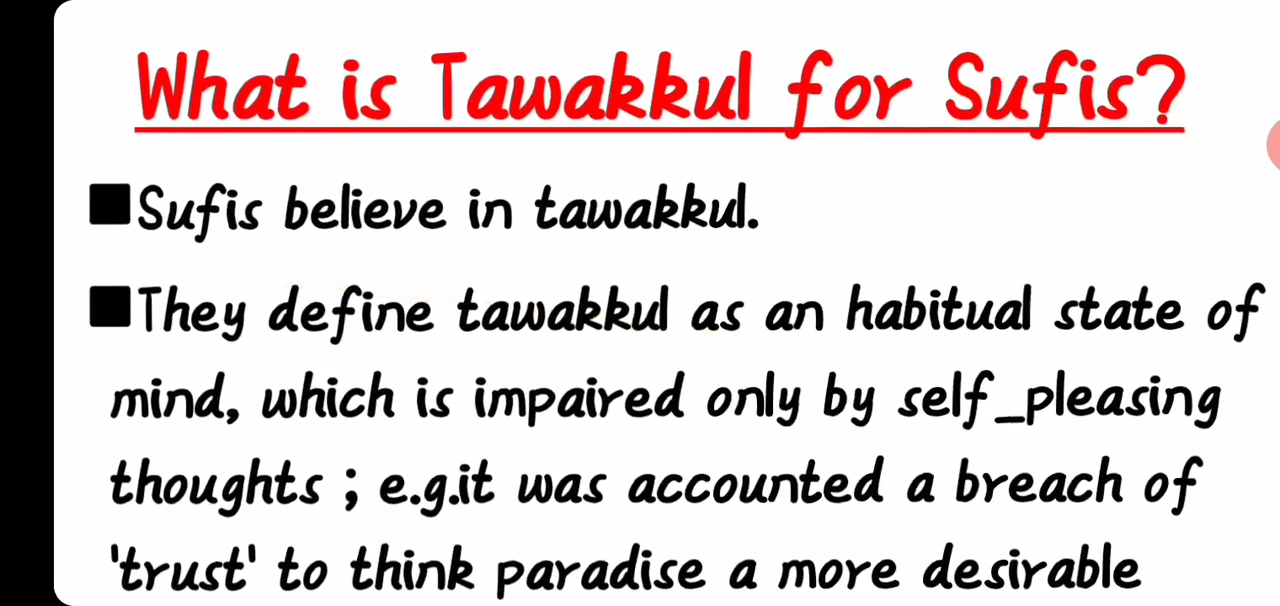 What is Tawakkul for Sufis?
■Sufis believe in tawakkul.
■They define tawakkul as an habitual state of
mind, which is impaired only by self_pleasing
thoughts ; e.g.it was accounted a breach of
'trust' to think paradise a more desirable